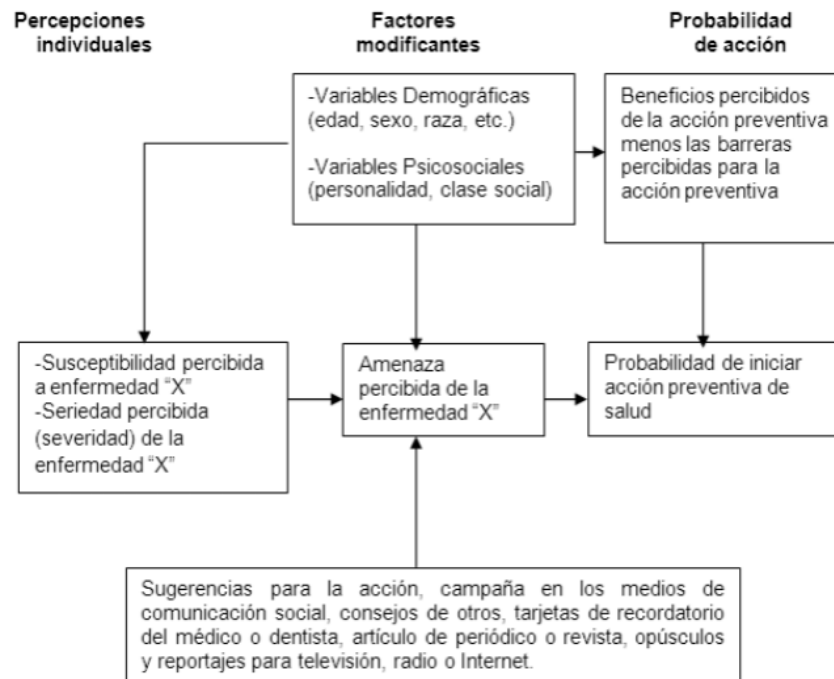 Percepciones
individuales
Factores
modificantes
Probabilidad
de acción
-Variables Demográficas
(edad, sexo, raza, etc.)
-Variables Psicosociales
(personalidad, clase social)
Beneficios percibidos
de la acción preventiva
menos las barreras
percibidas para la
acción preventiva
-Susceptibilidad percibida
a enfermedad “X”
-Seriedad percibida
(severidad) de la
enfermedad “X”
Amenaza
percibida de la
enfermedad “X”
Probabilidad de iniciar
acción preventiva de
salud
Sugerencias para la acción, campaña en los medios de
comunicación social, consejos de otros, tarjetas de recordatorio
del médico o dentista, artículo de periódico o revista, opúsculos
y reportajes para televisión, radio o Internet.